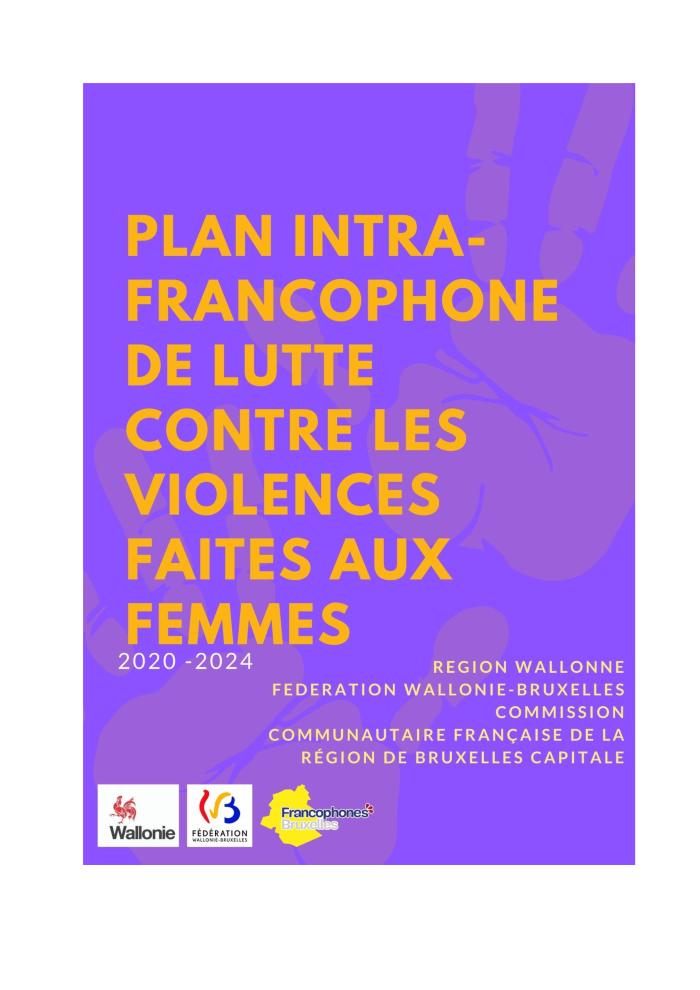 PLAN INTRA-
FRANCOPHONE
DE LUTTE
CONTRE LES
VIOLENCES
FAITES AUX
FEMMES
2020 -2024
REGION WALLONNE
FEDERATION WALLONIE-BRUXELLES
COMMISSION
COMMUNAUTAIRE FRANÇAISE DE LA
RÉGION DE BRUXELLES CAPITALE
Wallonie
FÉDÉRATION
WALLONIE-BRUXELLES
Francophones
Bruxelles